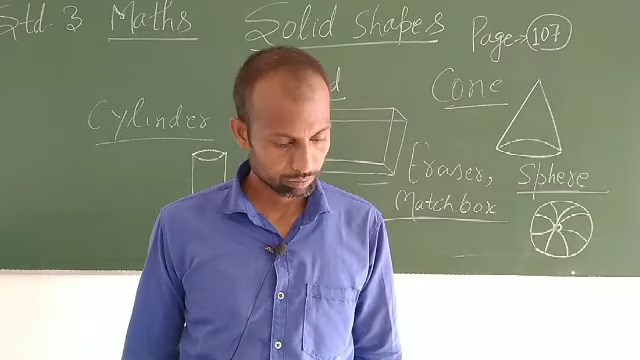 Std. 3 Maths Solid shapes Page→ 107
d Cone
Cylinder
Eraser, Sphere
Matchbox